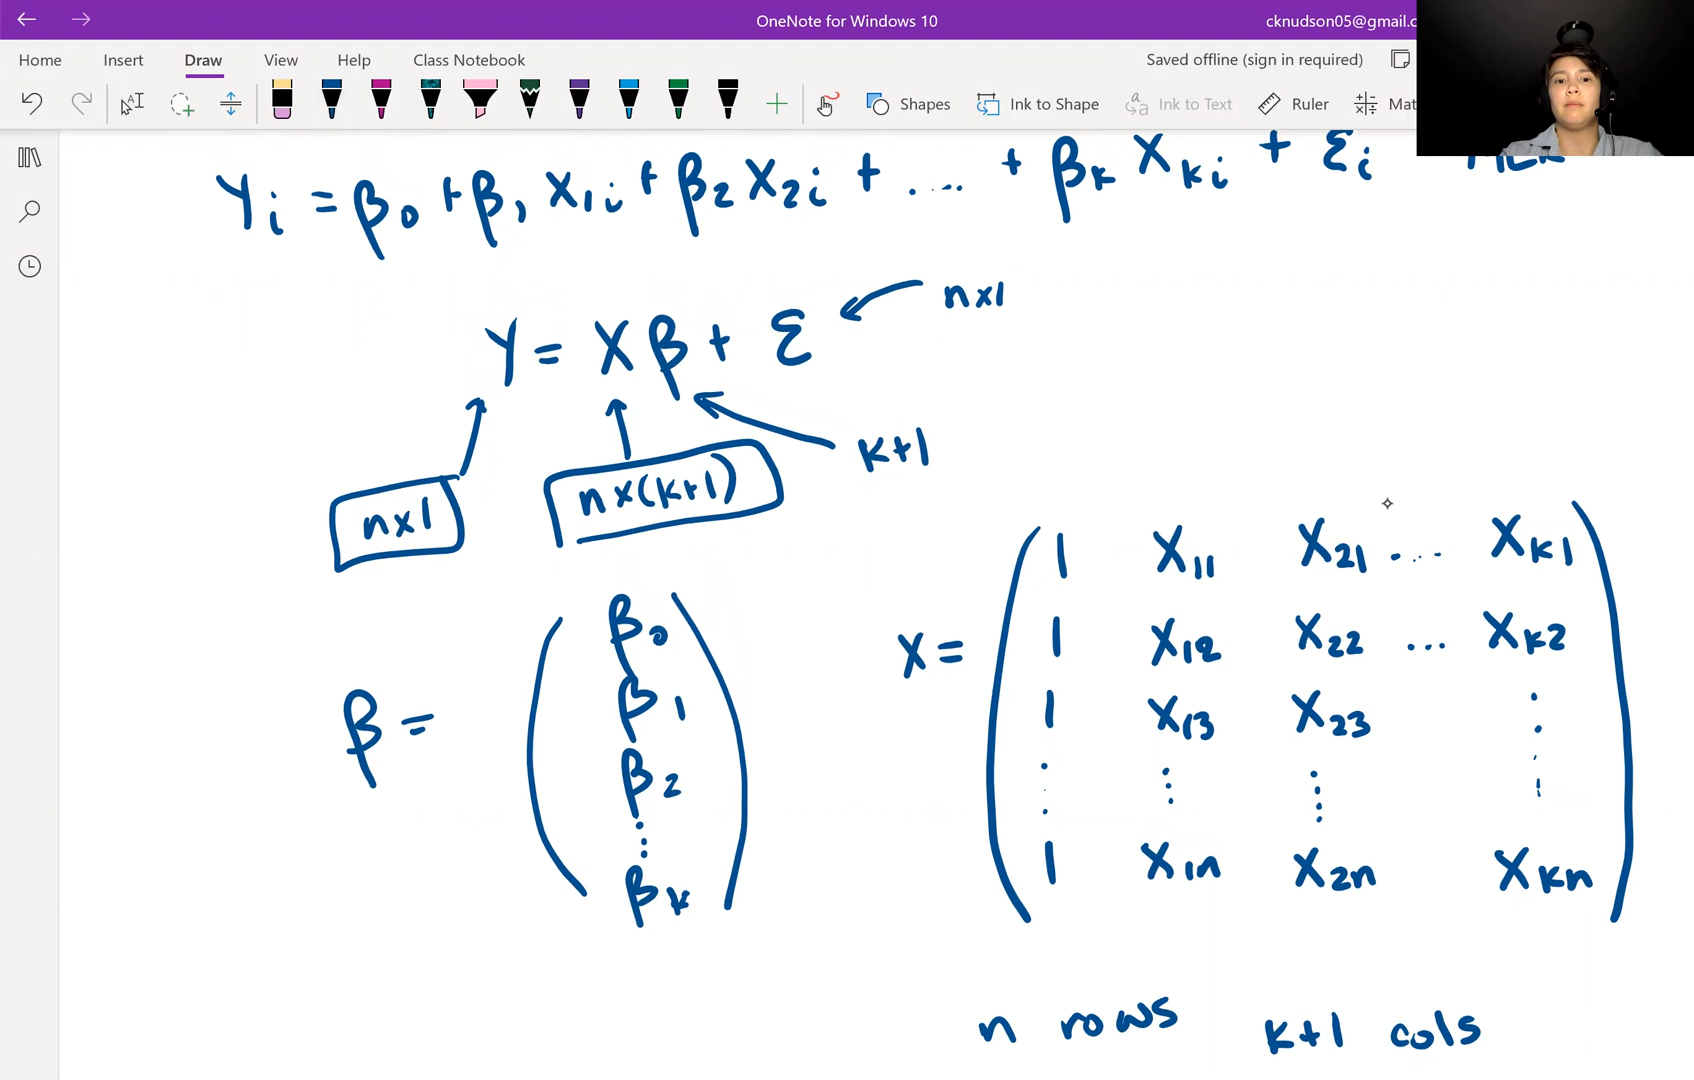 OneNote for Windows 10
cknudson05@gmail.c
Home Insert Draw View Help Class Notebook Saved offline (sign in required)
Shapes Ink to Shape Ink to Text Ruler Mat
Yi = β0 + β1 X1i + β2 X2i + .... + βk Xki + εi MLR
n×1
Y = Xβ + ε
k+1
n×1 n×(k+1)
β = ( β0 β1 β2 ⋮ βk )
X =
1 X11 X21 .... Xk1
1 X12 X22 ... Xk2
1 X13 X23 ⋮
⋮ ⋮ ⋮ ⋮
1 X1n X2n Xkn
n rows k+1 cols